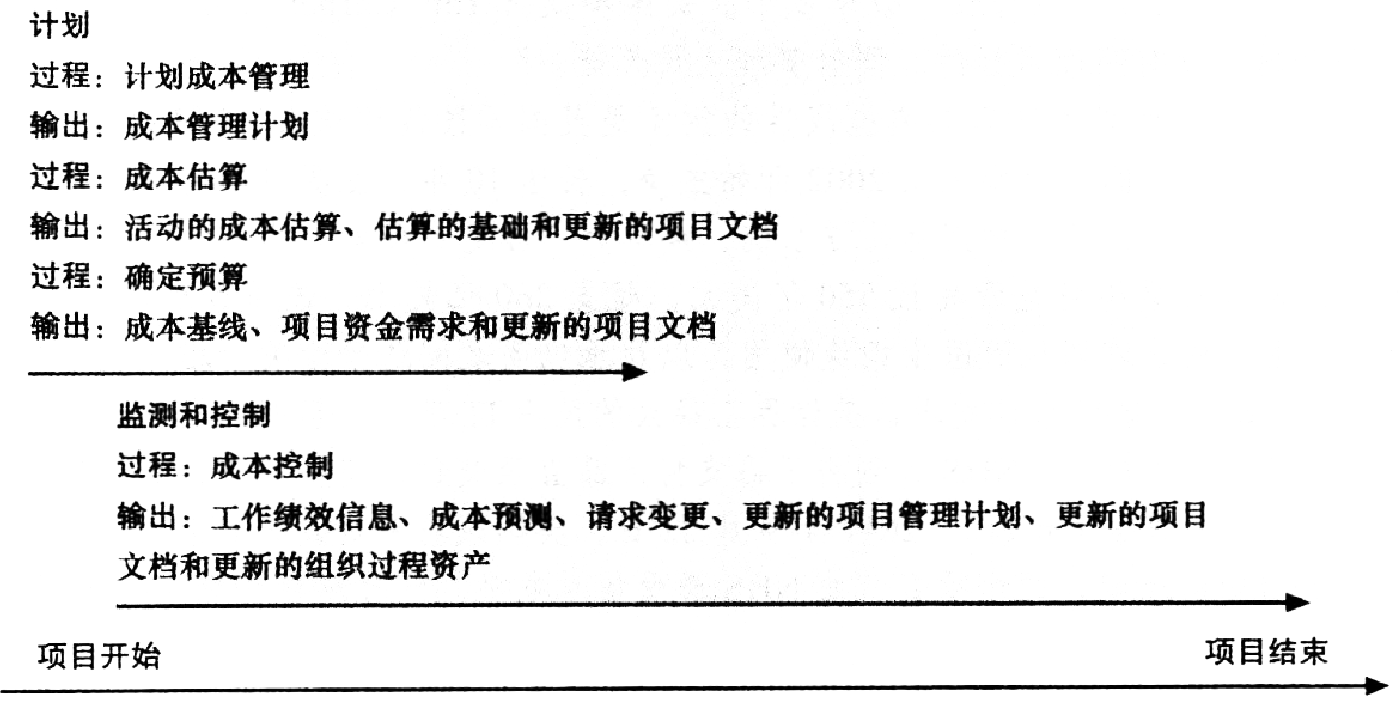 计划
过程：计划成本管理
输出：成本管理计划
过程：成本估算
输出：活动的成本估算、估算的基础和更新的项目文档
过程：确定预算
输出：成本基线、项目资金需求和更新的项目文档
监测和控制
过程：成本控制
输出：工作绩效信息、成本预测、请求变更、更新的项目管理计划、更新的项目
文档和更新的组织过程资产
项目开始
项目结束